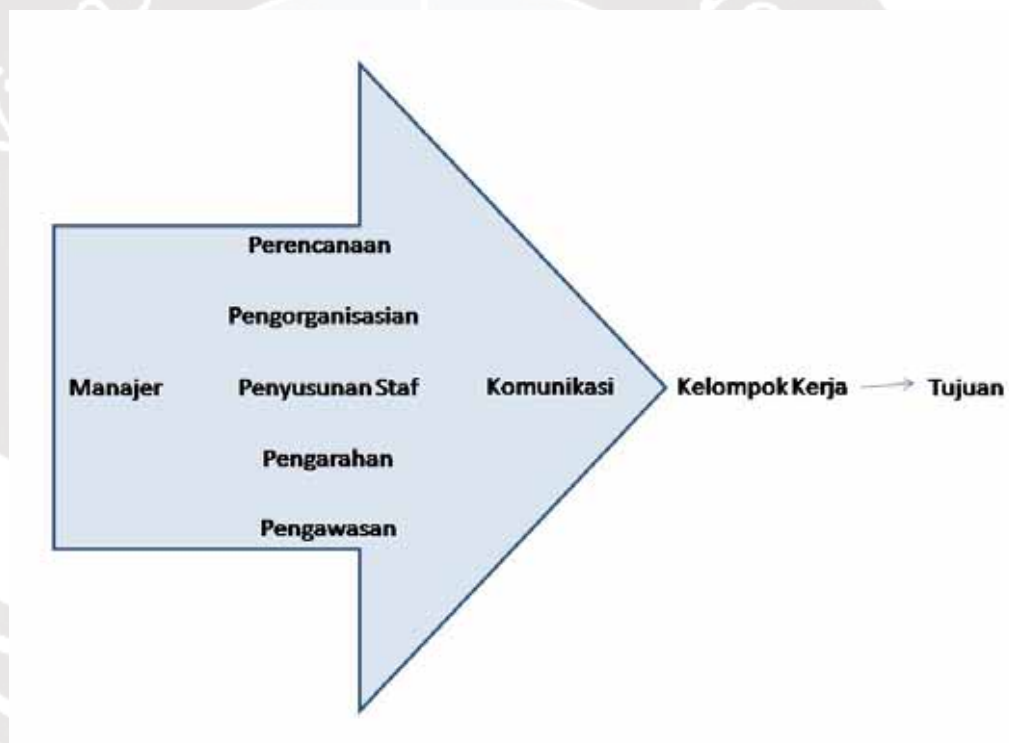 Perencanaan
Pengorganisasian
Manajer Penyusunan Staf Komunikasi Kelompok Kerja → Tujuan
Pengarahan
Pengawasan